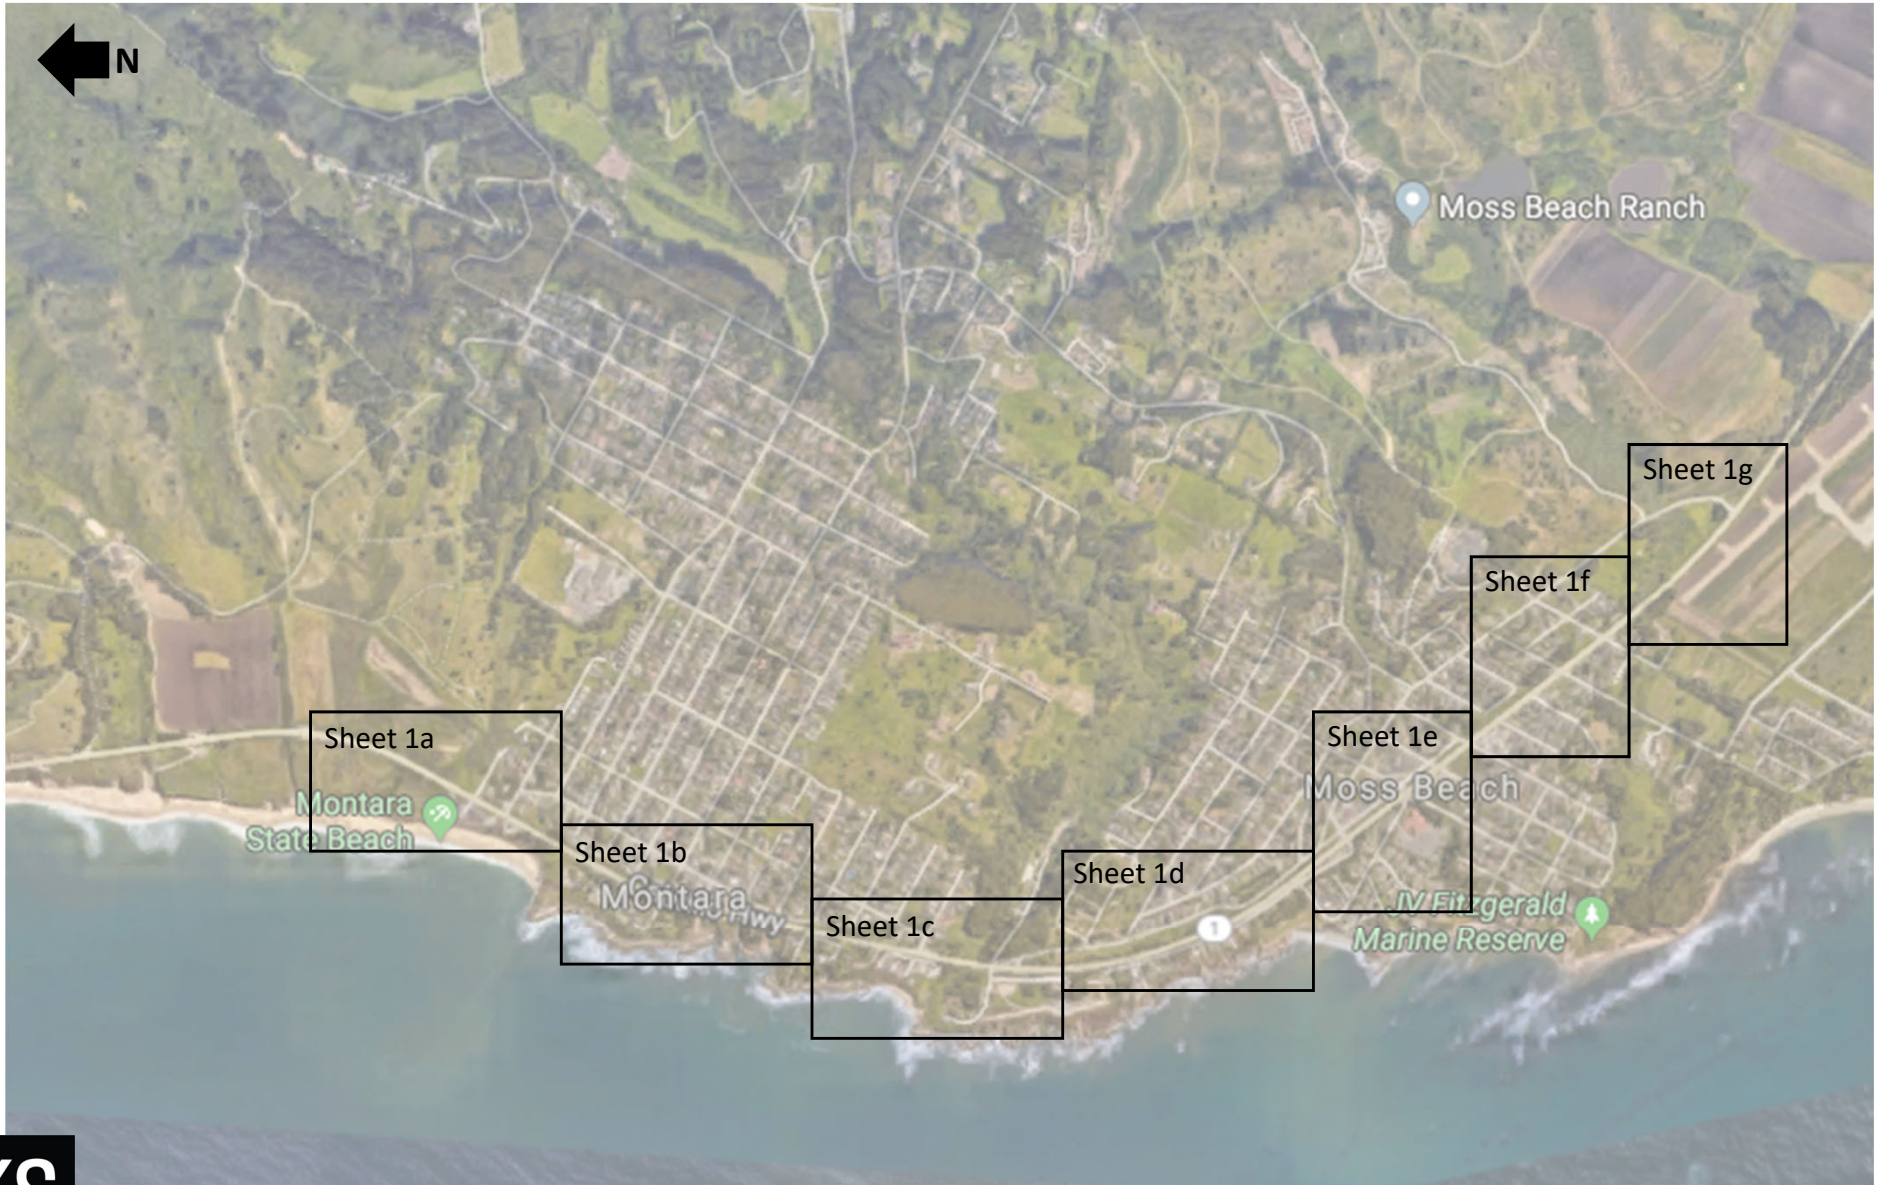 N
Moss Beach Ranch
Sheet 1g
Sheet 1f
Sheet 1a
Sheet 1e
Moss Beach
Montara
State Beach
Sheet 1b
Montara
Hwy
Sheet 1d
Sheet 1c
1
JV Fitzgerald
Marine Reserve